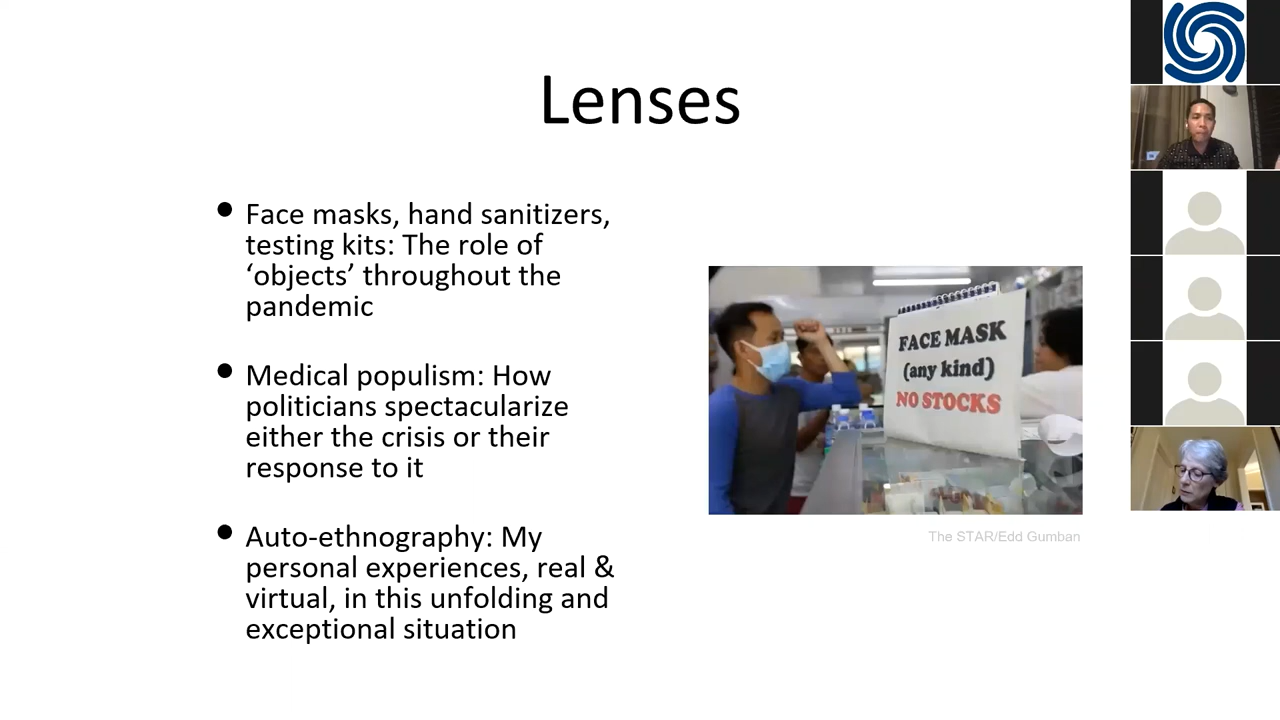 Lenses
Face masks, hand sanitizers,
testing kits: The role of
‘objects’ throughout the
pandemic
Medical populism: How
politicians spectacularize
either the crisis or their
response to it
Auto-ethnography: My
personal experiences, real &
virtual, in this unfolding and
exceptional situation
FACE MASK
(any kind)
NO STOCKS
The STAR/Edd Gumban